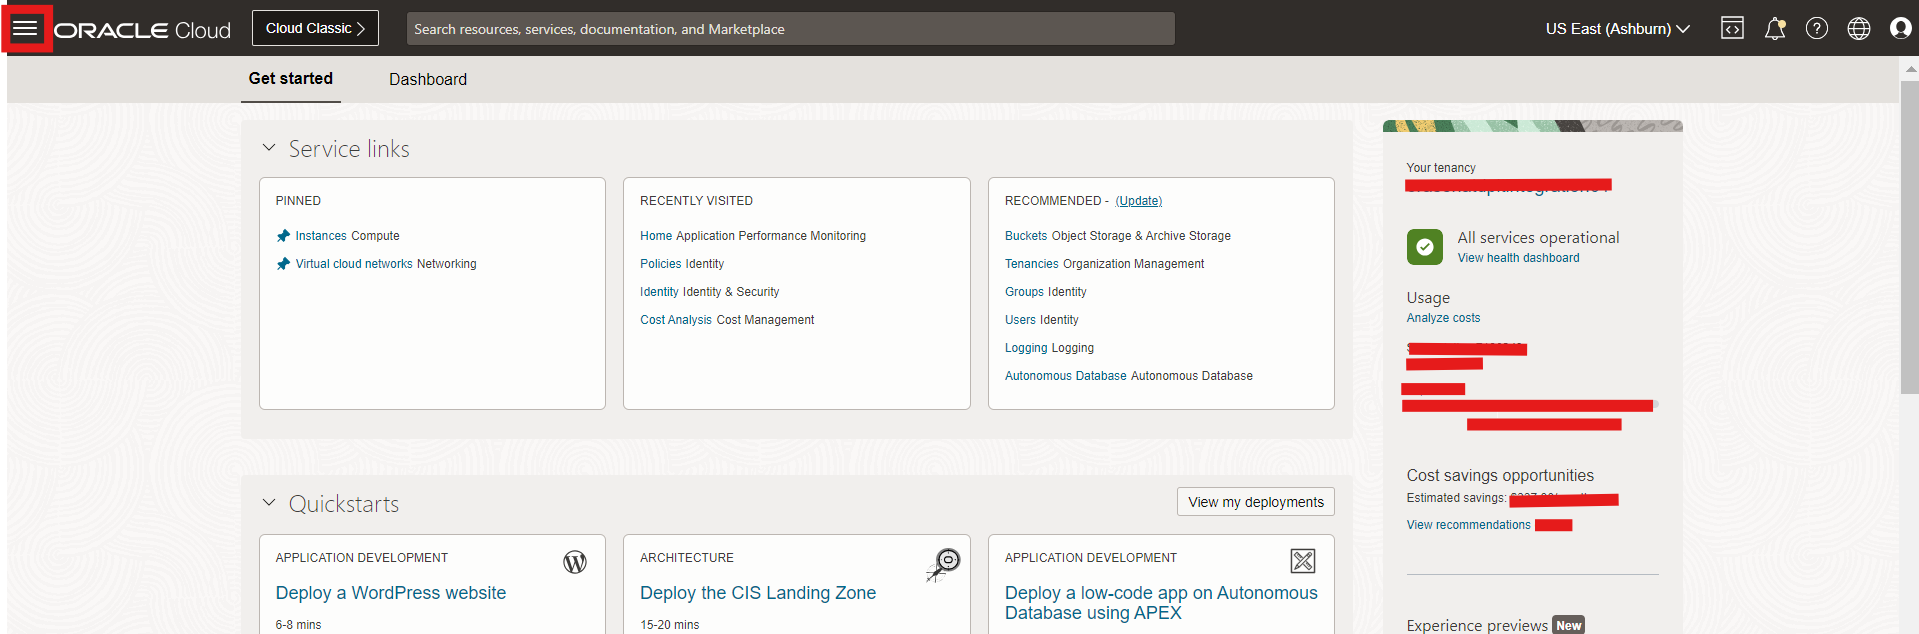 ORACLE Cloud
Cloud Classic
Search resources, services, documentation, and Marketplace
US East (Ashburn)
Get started
Dashboard
Service links
PINNED
Instances Compute
Virtual cloud networks Networking
RECENTLY VISITED
Home Application Performance Monitoring
Policies Identity
Identity Identity & Security
Cost Analysis Cost Management
RECOMMENDED - (Update)
Buckets Object Storage & Archive Storage
Tenancies Organization Management
Groups Identity
Users Identity
Logging Logging
Autonomous Database Autonomous Database
Quickstarts
View my deployments
APPLICATION DEVELOPMENT
Deploy a WordPress website
6-8 mins
ARCHITECTURE
Deploy the CIS Landing Zone
15-20 mins
APPLICATION DEVELOPMENT
Deploy a low-code app on Autonomous
Database using APEX
Your tenancy
All services operational
View health dashboard
Usage
Analyze costs
Cost savings opportunities
Estimated savings:
View recommendations
Experience previews New